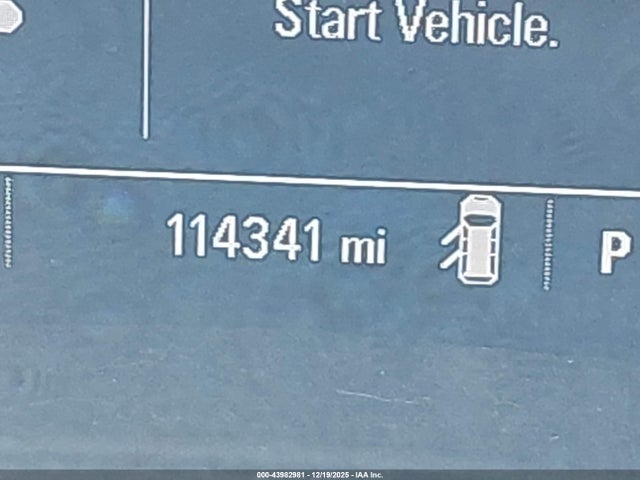 Start Vehicle.
114341 mi
P
000-43982981 - 12/19/2025 - IAA Inc.